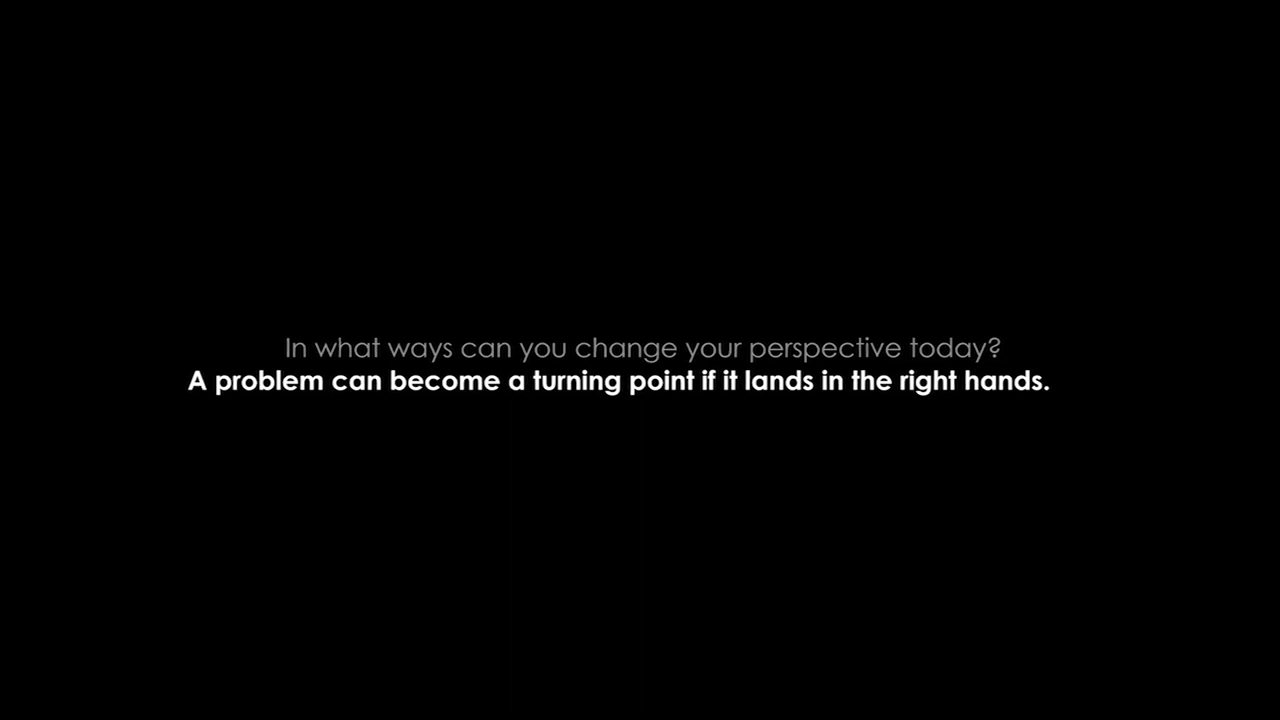 In what ways can you change your perspective today?
A problem can become a turning point if it lands in the right hands.